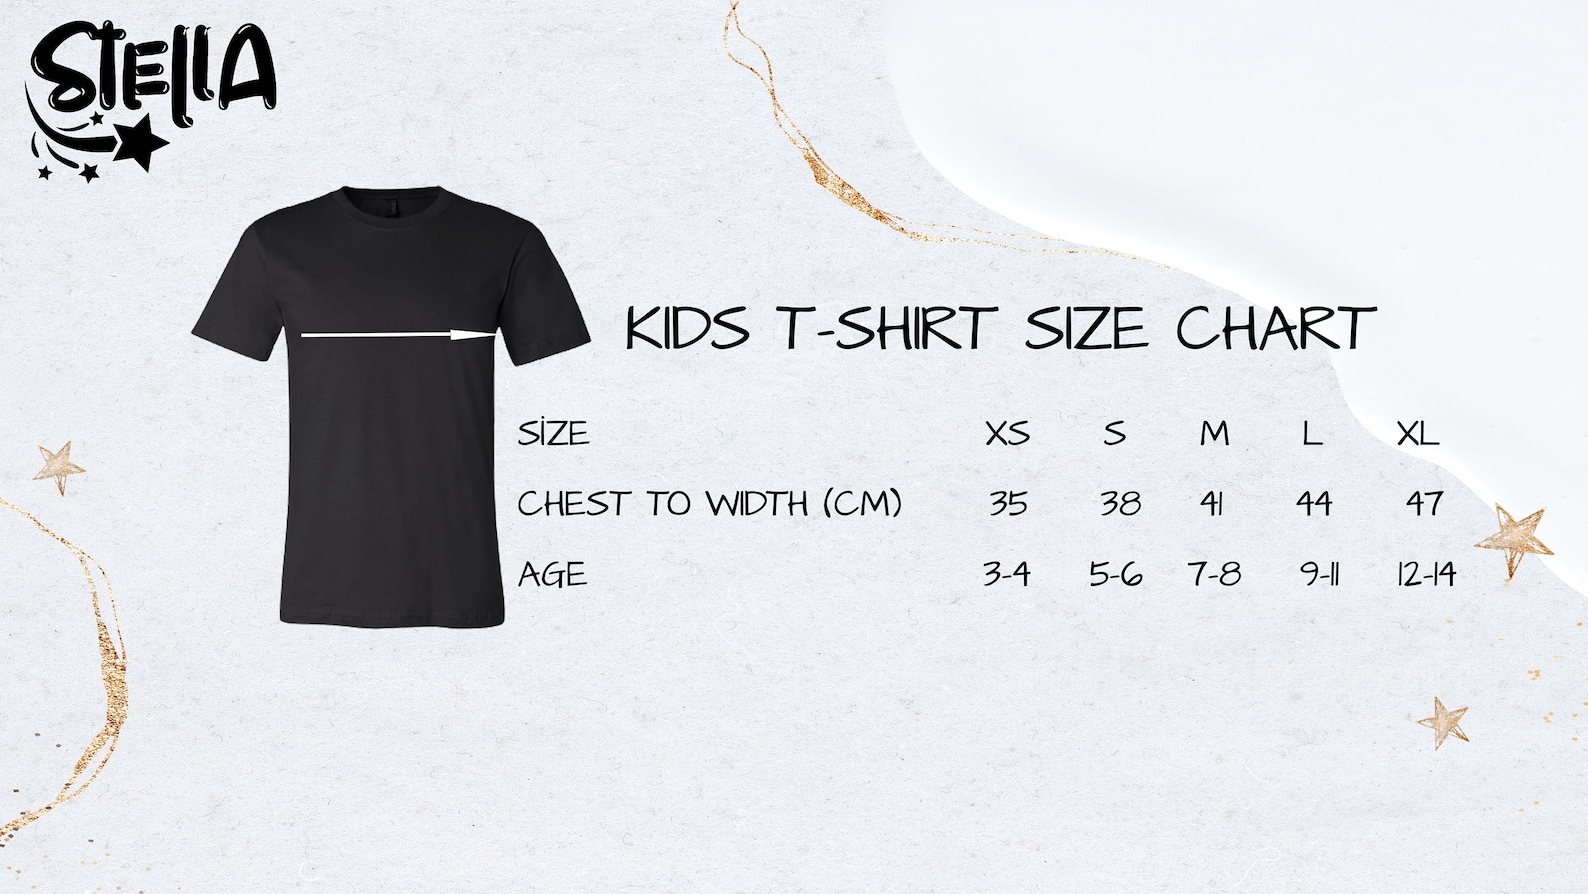 STELLA
KIDS T-SHIRT SIZE CHART
SİZE XS S M L XL
CHEST TO WIDTH (CM) 35 38 41 44 47
AGE 3-4 5-6 7-8 9-11 12-14